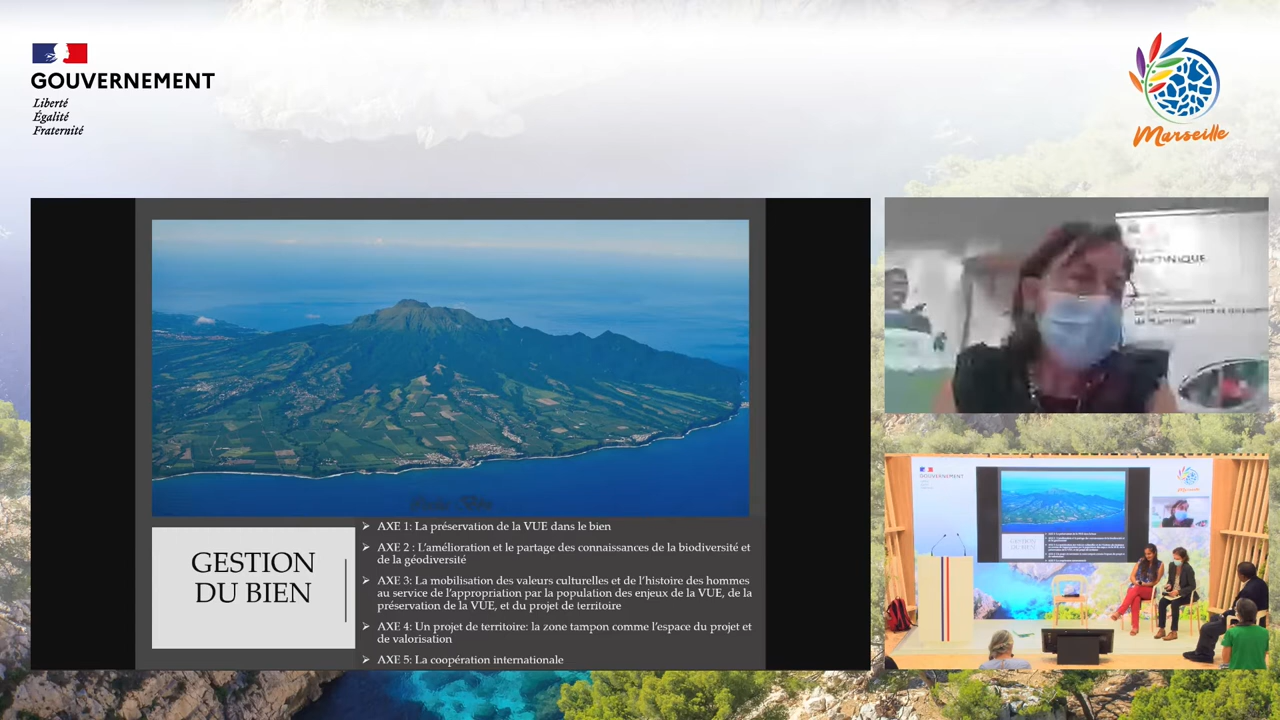 GOUVERNEMENT
Liberté
Égalité
Fraternité
Marseille
GESTION
DU BIEN
➢ AXE 1: La préservation de la VUE dans le bien
➢ AXE 2 : L'amélioration et le partage des connaissances de la biodiversité et
de la géodiversité
➢ AXE 3: La mobilisation des valeurs culturelles et de l'histoire des hommes
au service de l'appropriation par la population des enjeux de la VUE, de la
préservation de la VUE, et du projet de territoire
➢ AXE 4: Un projet de territoire: la zone tampon comme l'espace du projet et
de valorisation
➢ AXE 5: La coopération internationale
GOUVERNEMENT